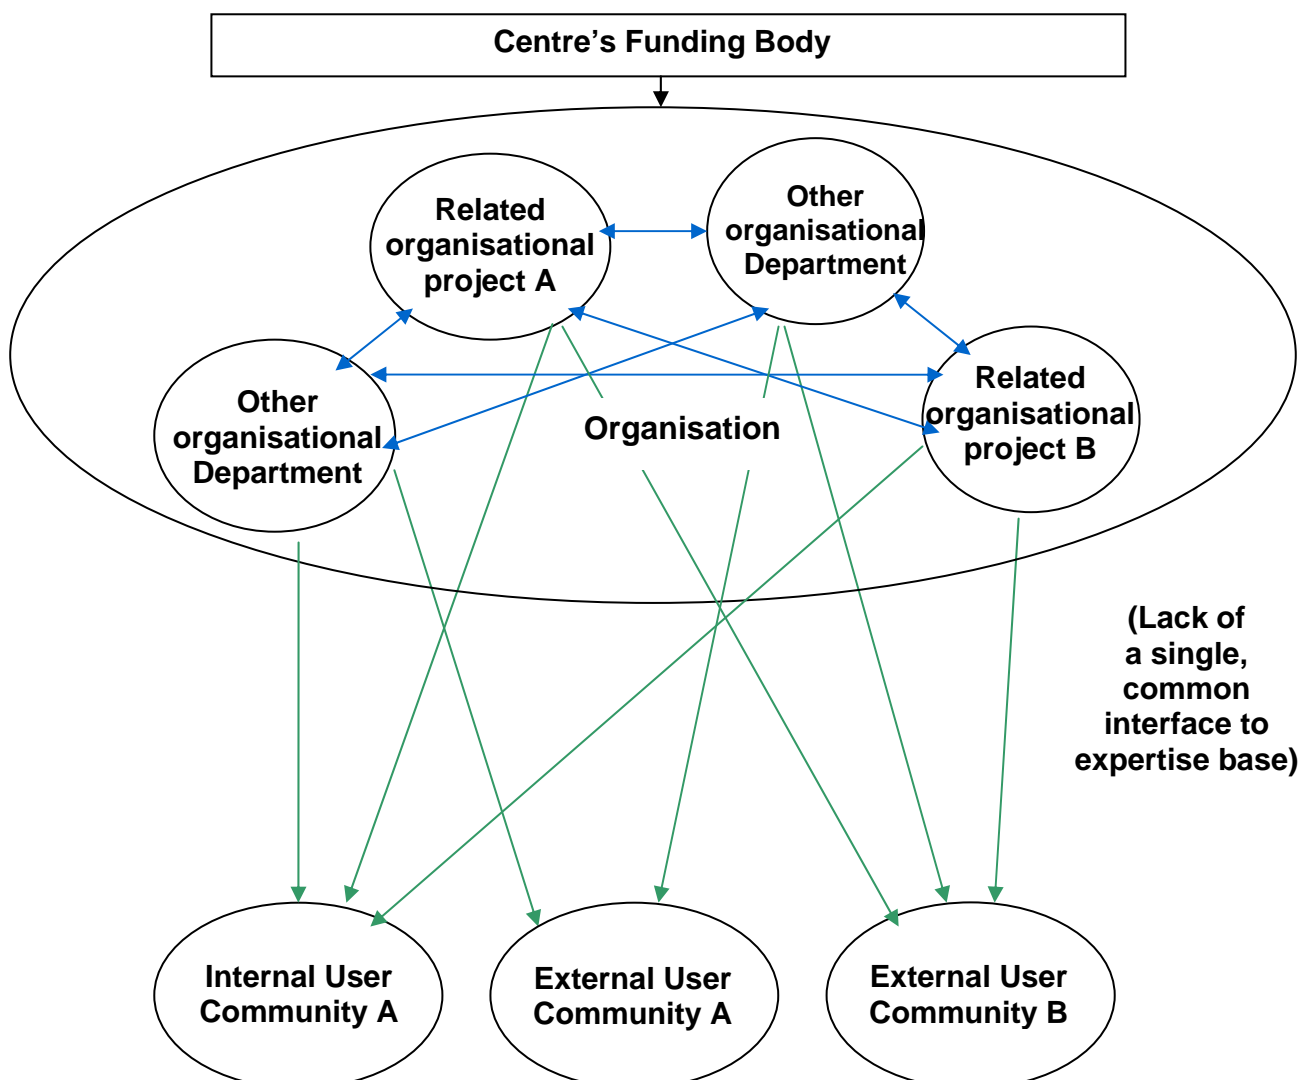 Centre’s Funding Body
Related
organisational
project A
Other
organisational
Department
Other
organisational
Department
Organisation
Related
organisational
project B
(Lack of
a single,
common
interface to
expertise base)
Internal User
Community A
External User
Community A
External User
Community B